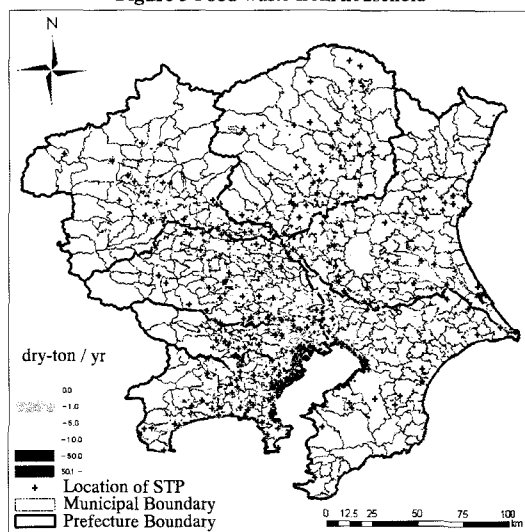 Figure 3 Food waste from household
N
dry-ton / yr
0.0
-1.0
-5.0
-10.0
-50.0
50.1 -
Location of STP
Municipal Boundary
Prefecture Boundary
0 12.5 25 50 75 100
km